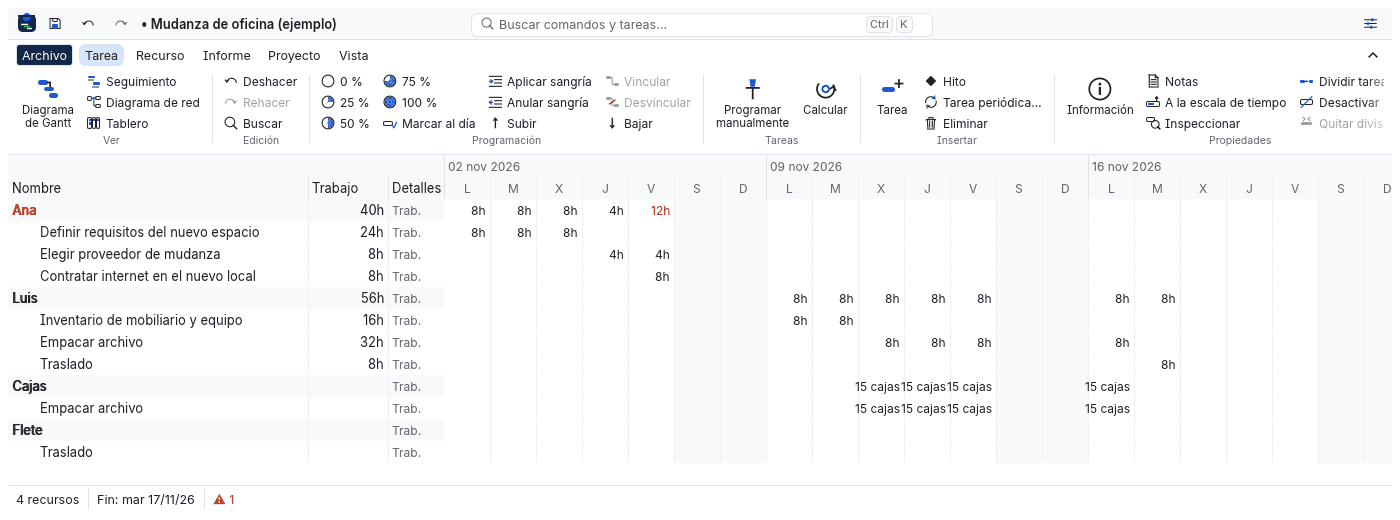 • Mudanza de oficina (ejemplo)
Buscar comandos y tareas... Ctrl K
Archivo Tarea Recurso Informe Proyecto Vista
Diagrama de Gantt
Seguimiento
Diagrama de red
Tablero
Ver
Deshacer
Rehacer
Buscar
Edición
0 % 75 % Aplicar sangría Vincular
25 % 100 % Anular sangría Desvincular
50 % Marcar al día Subir Bajar
Programación
Programar manualmente
Calcular
Tareas
Tarea
Hito
Tarea periódica...
Eliminar
Insertar
Información
Notas Dividir tarea
A la escala de tiempo Desactivar
Inspeccionar Quitar divis
Propiedades
02 nov 2026 09 nov 2026 16 nov 2026
Nombre Trabajo Detalles L M X J V S D L M X J V S D L M X J V S D
Ana 40h Trab. 8h 8h 8h 4h 12h
Definir requisitos del nuevo espacio 24h Trab. 8h 8h 8h
Elegir proveedor de mudanza 8h Trab. 4h 4h
Contratar internet en el nuevo local 8h Trab. 8h
Luis 56h Trab. 8h 8h 8h 8h 8h 8h 8h
Inventario de mobiliario y equipo 16h Trab. 8h 8h
Empacar archivo 32h Trab. 8h 8h 8h 8h
Traslado 8h Trab. 8h
Cajas Trab. 15 cajas 15 cajas 15 cajas 15 cajas
Empacar archivo Trab. 15 cajas 15 cajas 15 cajas 15 cajas
Flete Trab.
Traslado Trab.
4 recursos Fin: mar 17/11/26 1